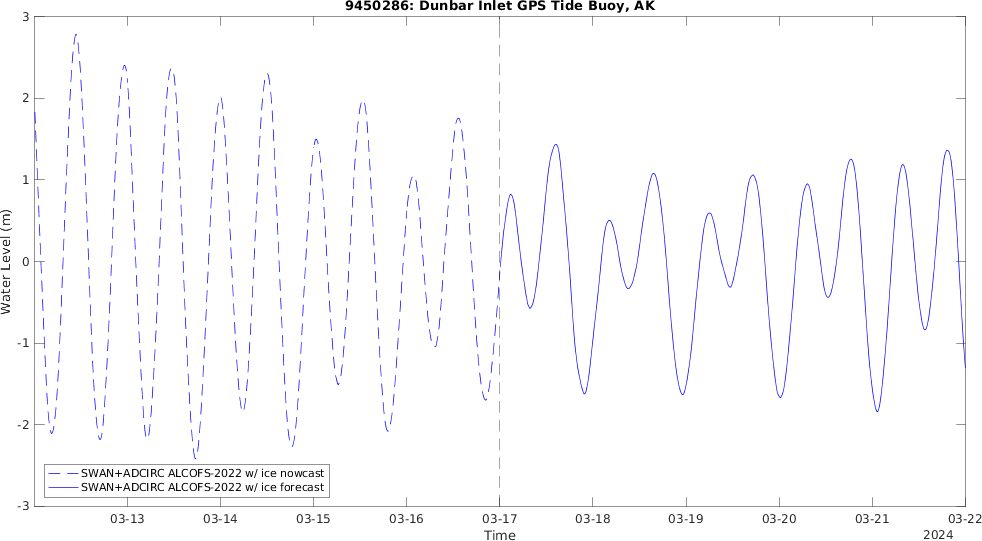 9450286: Dunbar Inlet GPS Tide Buoy, AK
3
2
1
0
-1
-2
-3
Water Level (m)
SWAN+ADCIRC ALCOFS-2022 w/ ice nowcast
SWAN+ADCIRC ALCOFS-2022 w/ ice forecast
03-13 03-14 03-15 03-16 03-17 03-18 03-19 03-20 03-21 03-22
Time
2024